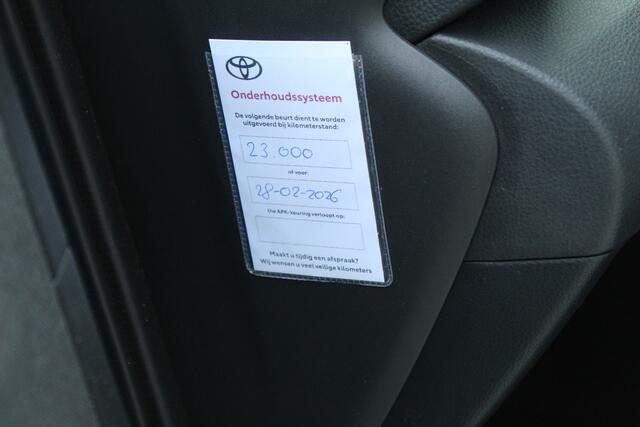 Onderhoudssysteem
De volgende beurt dient te worden
uitgevoerd bij kilometerstand:
23.000
of voor:
28-02-2026
Uw APK-keuring verloopt op:
Maakt u tijdig een afspraak?
Wij wensen u veel veilige kilometers